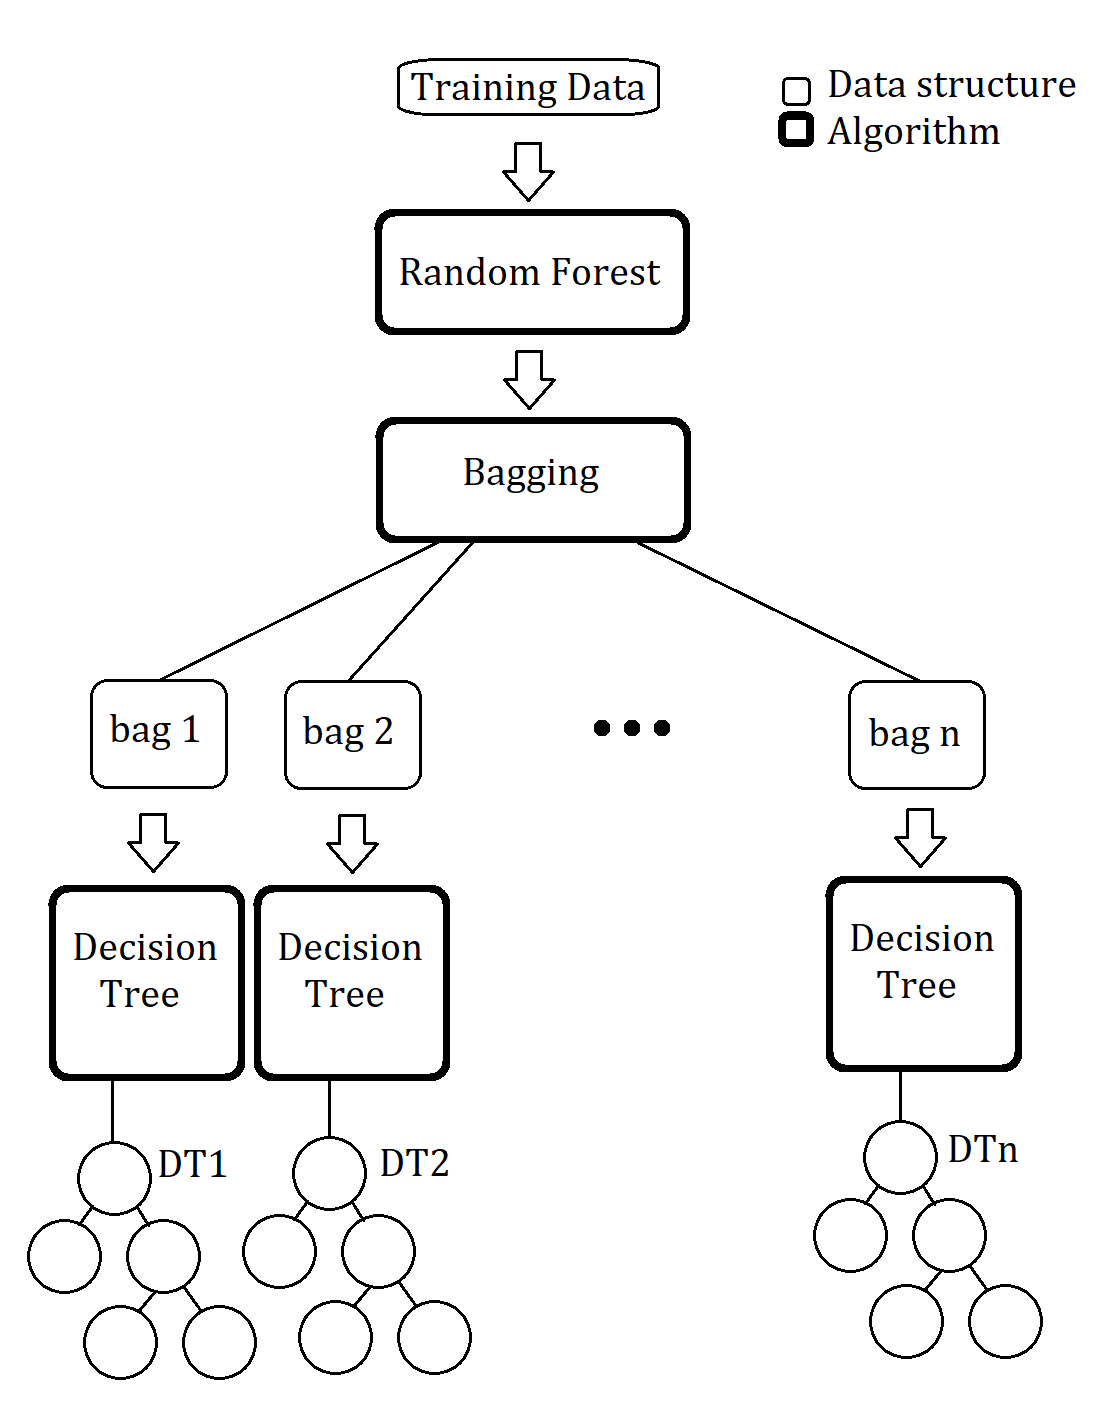 Training Data
Data structure
Algorithm
Random Forest
Bagging
bag 1
bag 2
bag n
Decision
Tree
Decision
Tree
Decision
Tree
DT1
DT2
DTn